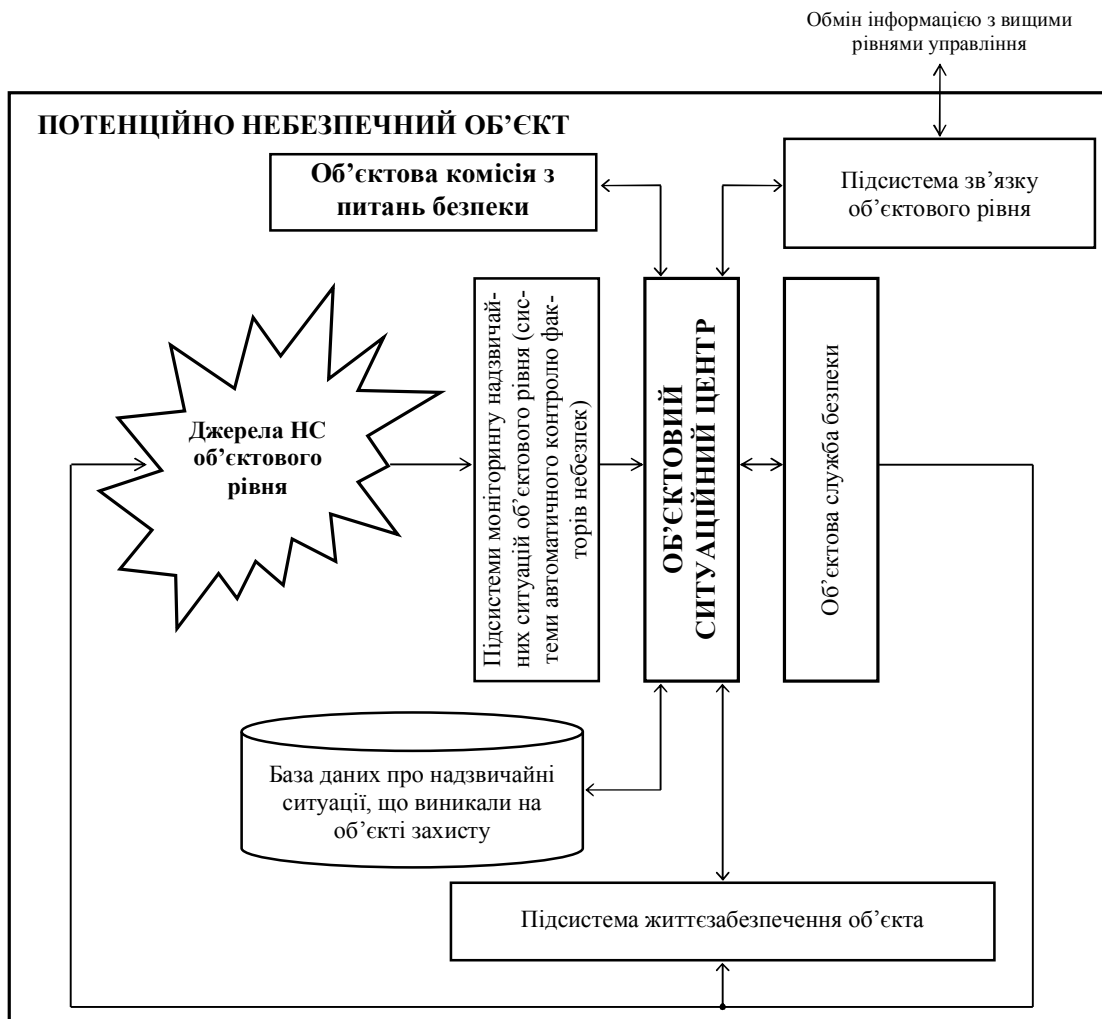 Обмін інформацією з вищими
рівнями управління
ПОТЕНЦІЙНО НЕБЕЗПЕЧНИЙ ОБ’ЄКТ
Об’єктова комісія з
питань безпеки
Підсистема зв’язку
об’єктового рівня
Джерела НС
об’єктового
рівня
Підсистеми моніторингу надзвичай-
них ситуацій об’єктового рівня (сис-
теми автоматичного контролю фак-
торів небезпек)
ОБ’ЄКТОВИЙ
СИТУАЦІЙНИЙ ЦЕНТР
Об’єктова служба безпеки
База даних про надзвичайні
ситуації, що виникали на
об’єкті захисту
Підсистема життєзабезпечення об’єкта